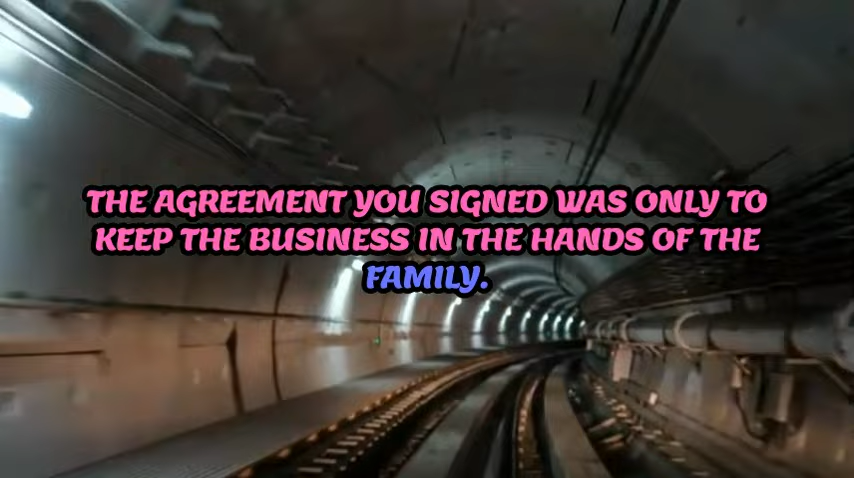 THE AGREEMENT YOU SIGNED WAS ONLY TO
KEEP THE BUSINESS IN THE HANDS OF THE
FAMILY.